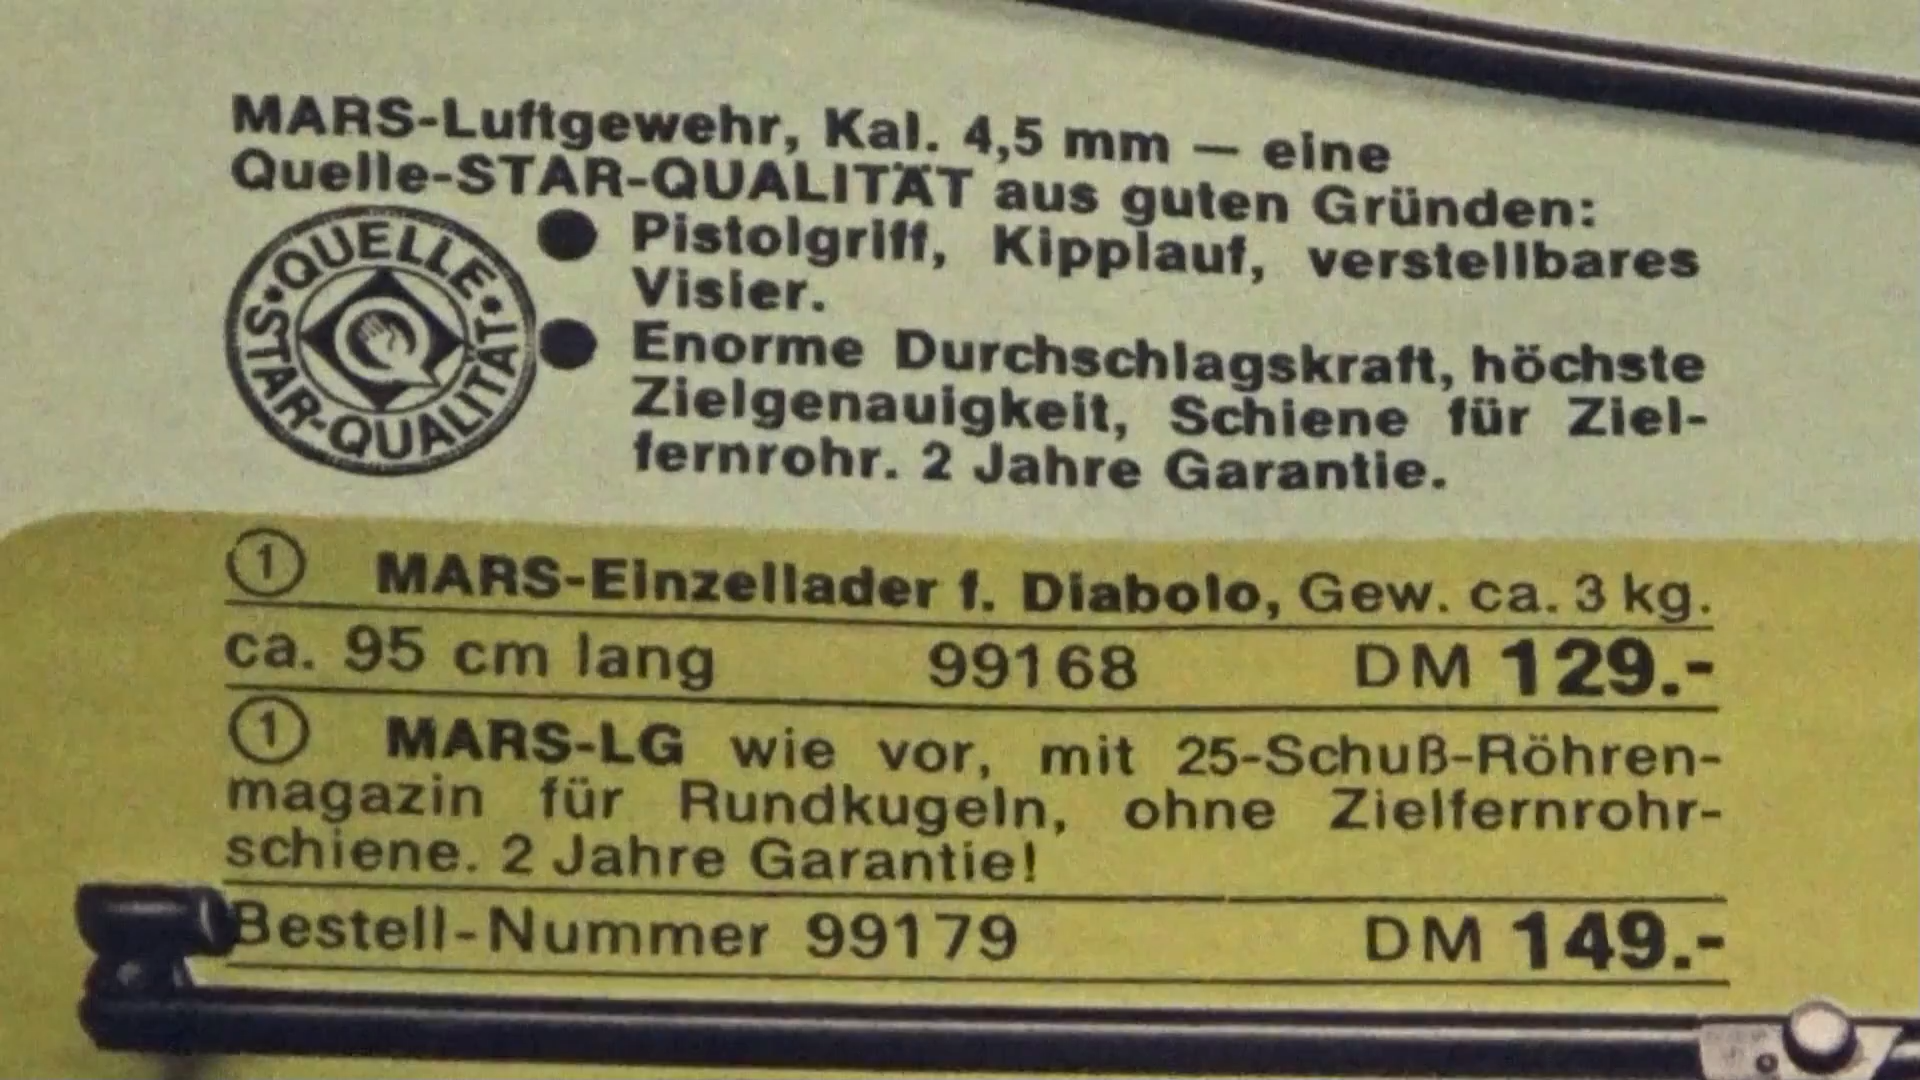 MARS-Luftgewehr, Kal. 4,5 mm — eine
Quelle-STAR-QUALITÄT aus guten Gründen:
QUELLE
STAR-QUALITÄT
● Pistolgriff, Kipplauf, verstellbares
Visier.
● Enorme Durchschlagskraft, höchste
Zielgenauigkeit, Schiene für Ziel-
fernrohr. 2 Jahre Garantie.
① MARS-Einzellader f. Diabolo, Gew. ca. 3 kg.
ca. 95 cm lang 99168 DM 129.-
① MARS-LG wie vor, mit 25-Schuß-Röhren-
magazin für Rundkugeln, ohne Zielfernrohr-
schiene. 2 Jahre Garantie!
Bestell-Nummer 99179 DM 149.-